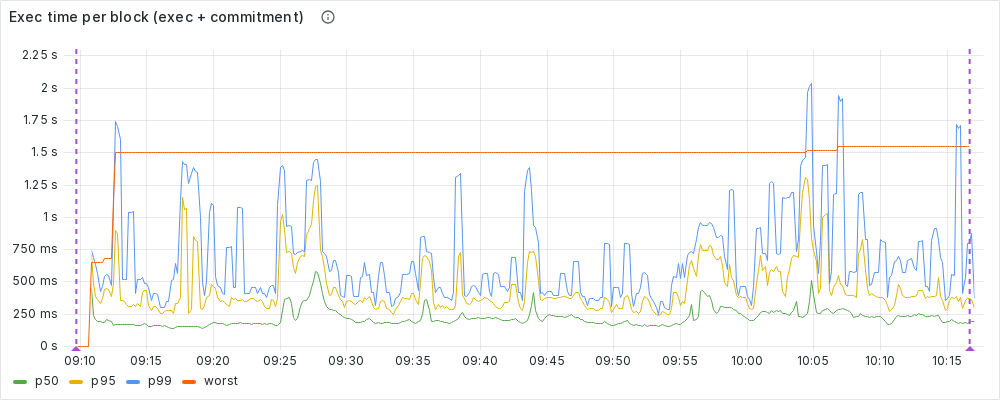 Exec time per block (exec + commitment)
2.25 s
2 s
1.75 s
1.5 s
1.25 s
1 s
750 ms
500 ms
250 ms
0 s
09:10 09:15 09:20 09:25 09:30 09:35 09:40 09:45 09:50 09:55 10:00 10:05 10:10 10:15
p50 p95 p99 worst